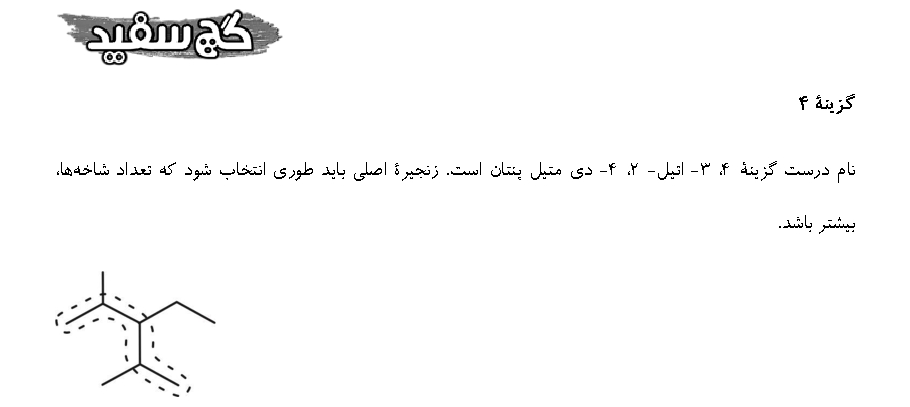 گچ سفید
گزینهٔ ۴
نام درست گزینهٔ ۴، ۳- اتیل- ۲، ۴- دی متیل پنتان است. زنجیرهٔ اصلی باید طوری انتخاب شود که تعداد شاخه‌ها،
بیشتر باشد.